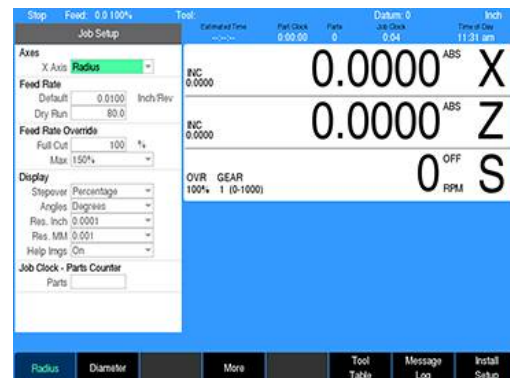 Stop Feed: 0.0 100% Tool: Datum: 0 Inch
Job Setup
Estimated Time Part Clock Parts Job Clock Time of Day
--:--:-- 0:00:00 0 0:04 11:31 am
Axes
X Axis Radius
Feed Rate
Default 0.0100 Inch/Rev
Dry Run 80.0
Feed Rate Override
Full Cut 100 %
Max 150%
Display
Stepover Percentage
Angles Degrees
Res. Inch 0.0001
Res. MM 0.001
Help Imgs On
Job Clock - Parts Counter
Parts
INC
0.0000
0.0000 ABS X
INC
0.0000
0.0000 ABS Z
OVR GEAR
100% 1 (0-1000)
0 OFF RPM S
Radius Diameter More Tool Table Message Log Install Setup